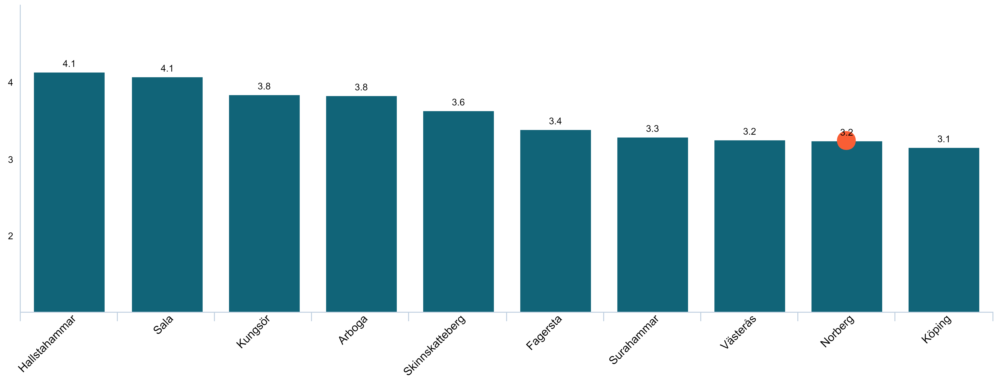 4.1
4.1
3.8
3.8
3.6
3.4
3.3
3.2
3.2
3.1
4
3
2
Hallstahammar
Sala
Kungsör
Arboga
Skinnskatteberg
Fagersta
Surahammar
Västerås
Norberg
Köping